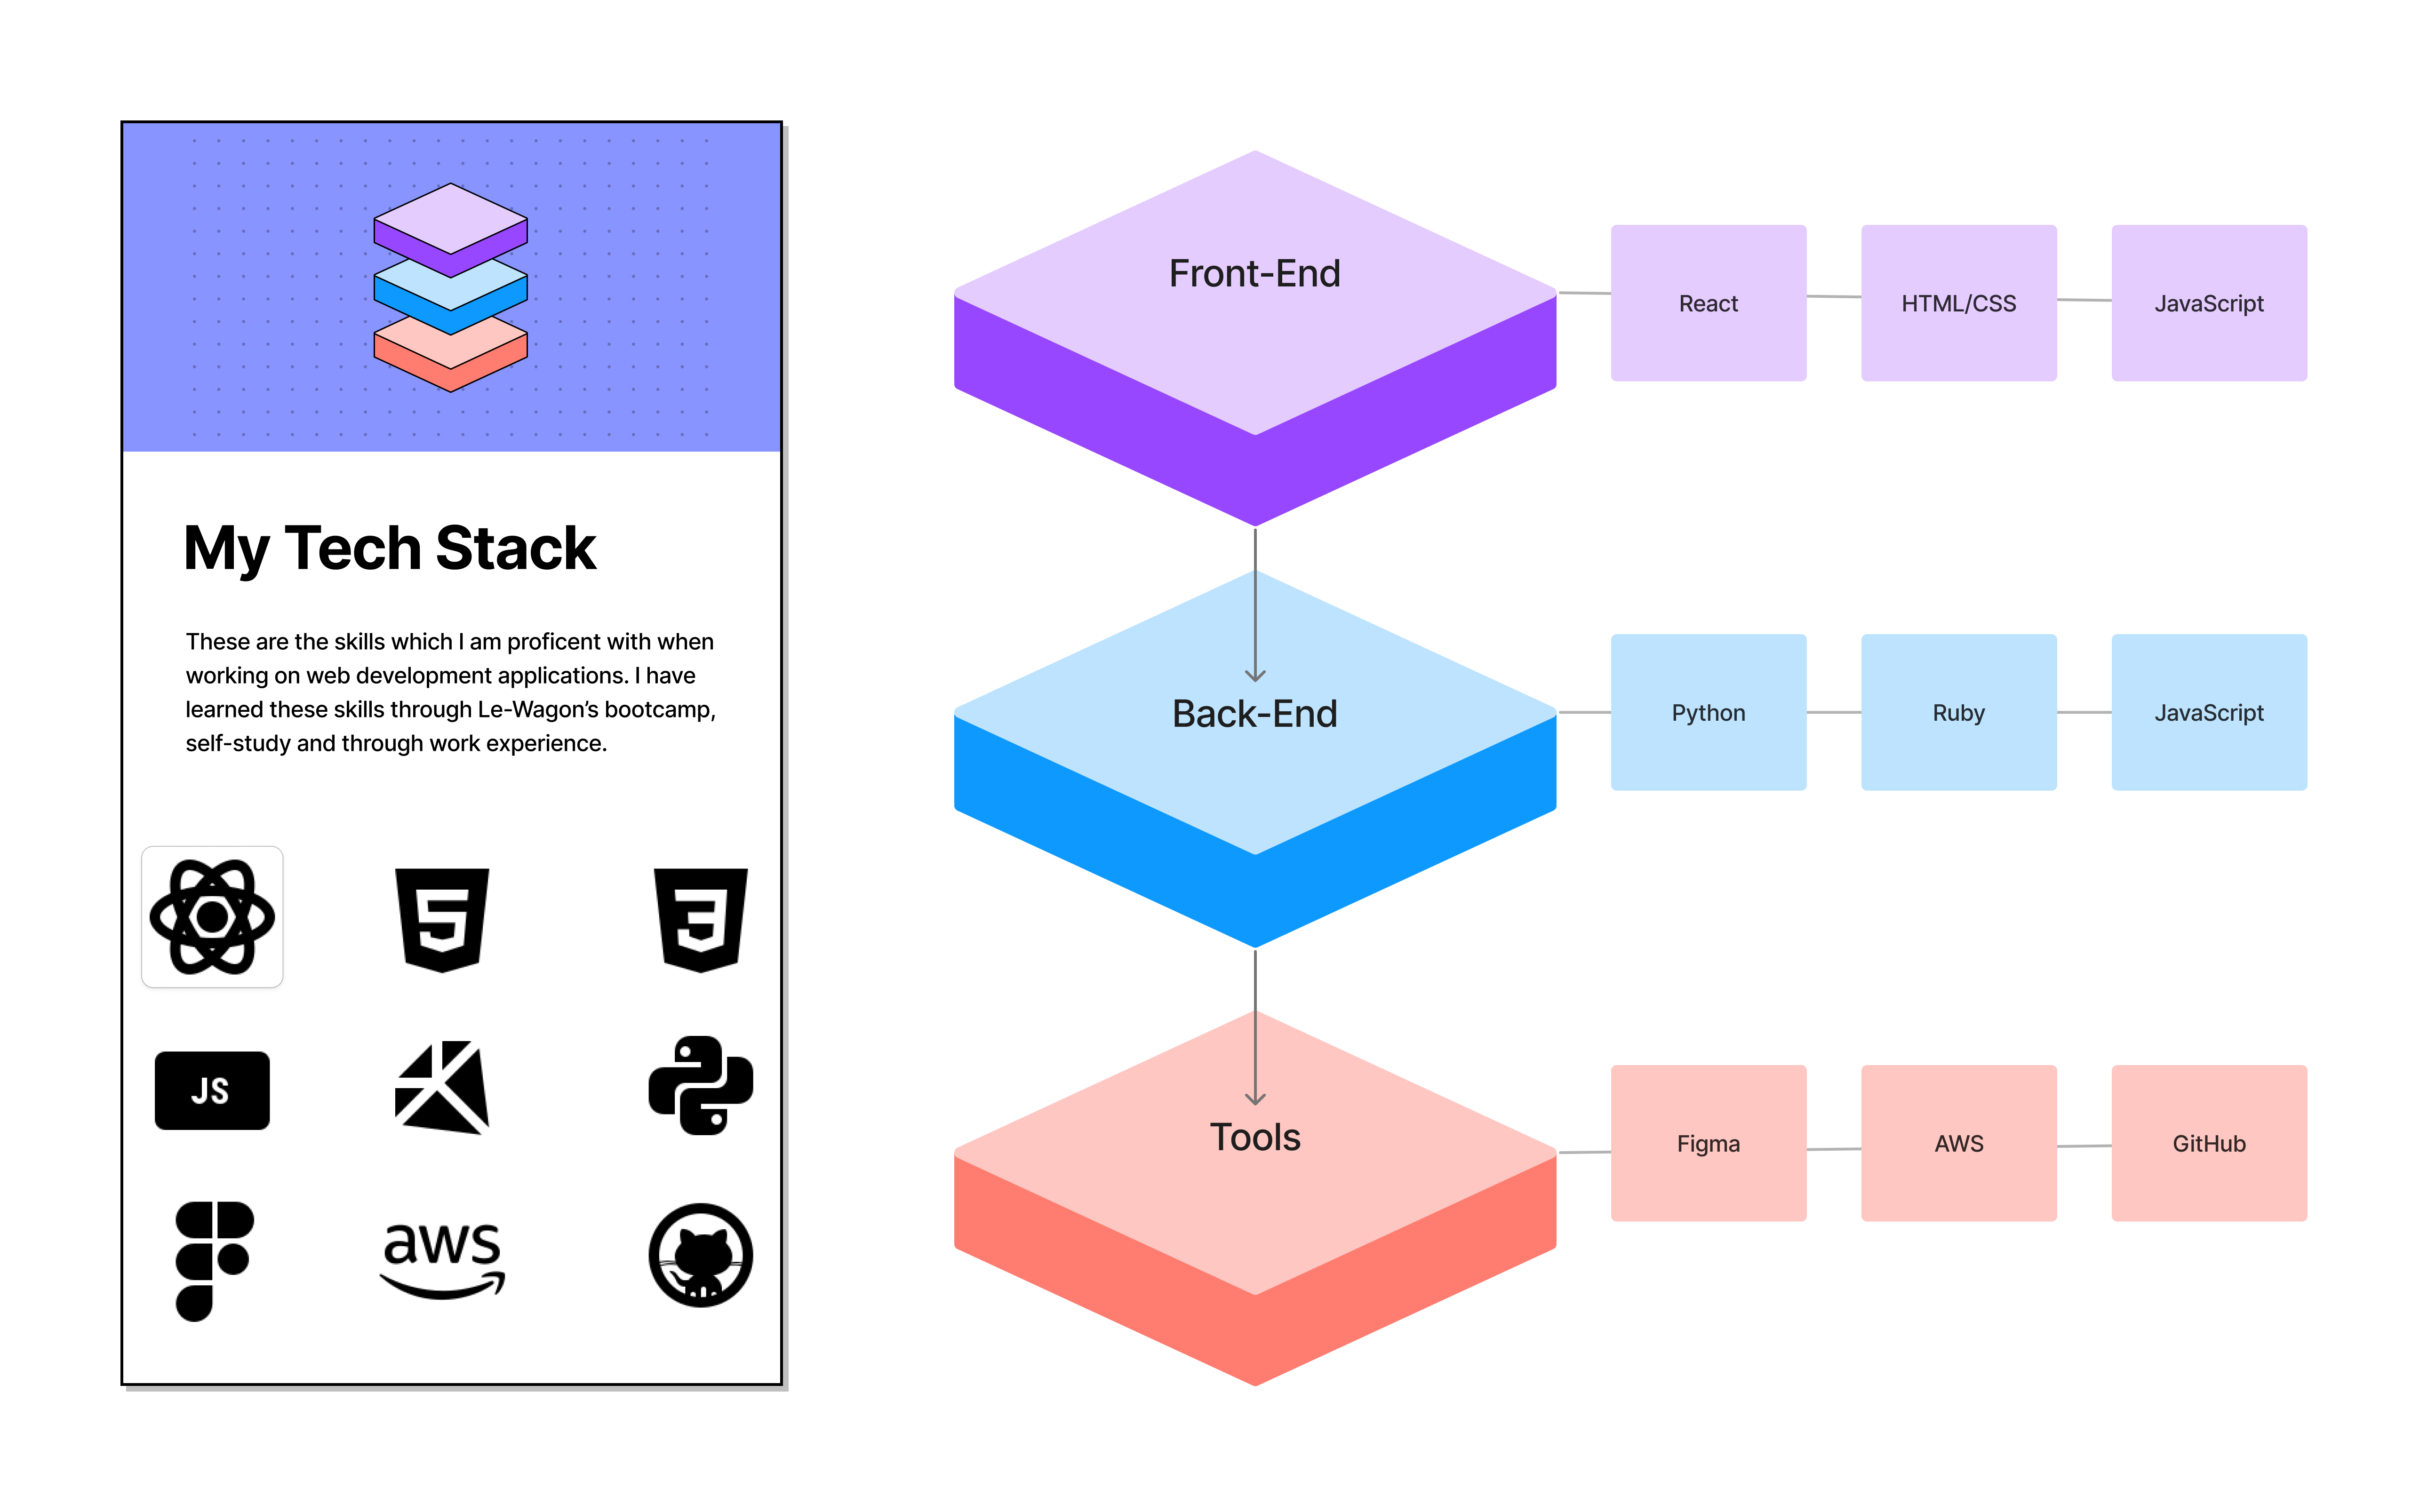 My Tech Stack
These are the skills which I am proficent with when
working on web development applications. I have
learned these skills through Le-Wagon’s bootcamp,
self-study and through work experience.
5
3
JS
aws
Front-End
React
HTML/CSS
JavaScript
Back-End
Python
Ruby
JavaScript
Tools
Figma
AWS
GitHub